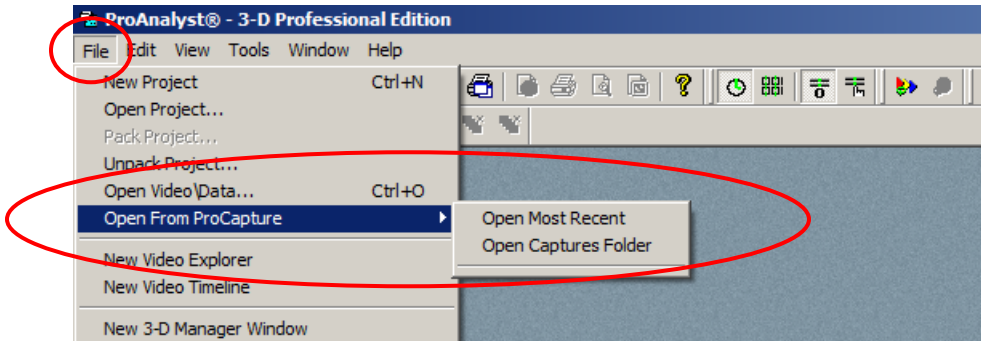 ProAnalyst® - 3-D Professional Edition
File Edit View Tools Window Help
New Project Ctrl+N
Open Project...
Pack Project...
Unpack Project...
Open Video\Data... Ctrl+O
Open From ProCapture
Open Most Recent
Open Captures Folder
New Video Explorer
New Video Timeline
New 3-D Manager Window